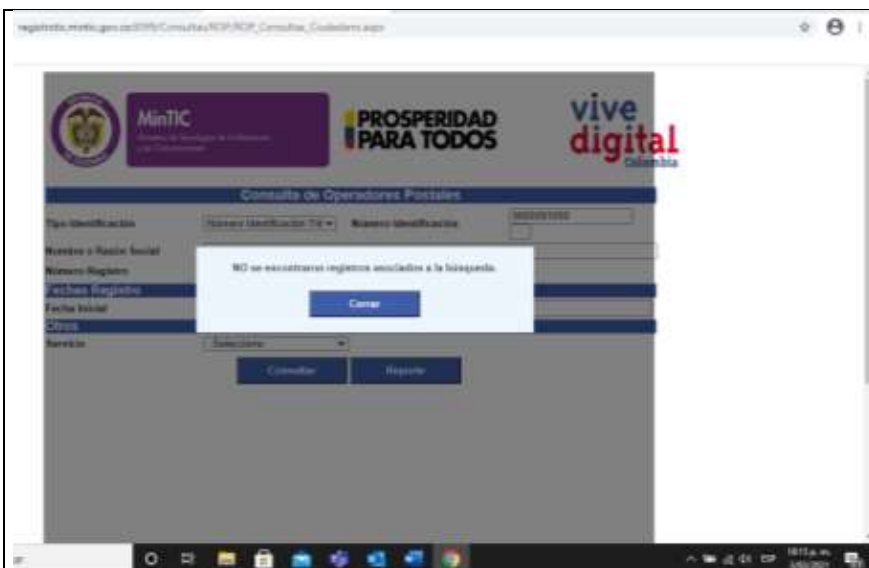 MinTIC
PROSPERIDAD
PARA TODOS
vive
digital
Colombia
Consulta de Operadores Postales
Tipo Identificación
Número Identificación
Nombre o Razón Social
Número Registro
NO se encontraron registros asociados a la búsqueda.
Cerrar
Fechas Registro
Fecha Inicial
Otros
Servicio
Seleccione
Consultar
Reporte
ESP